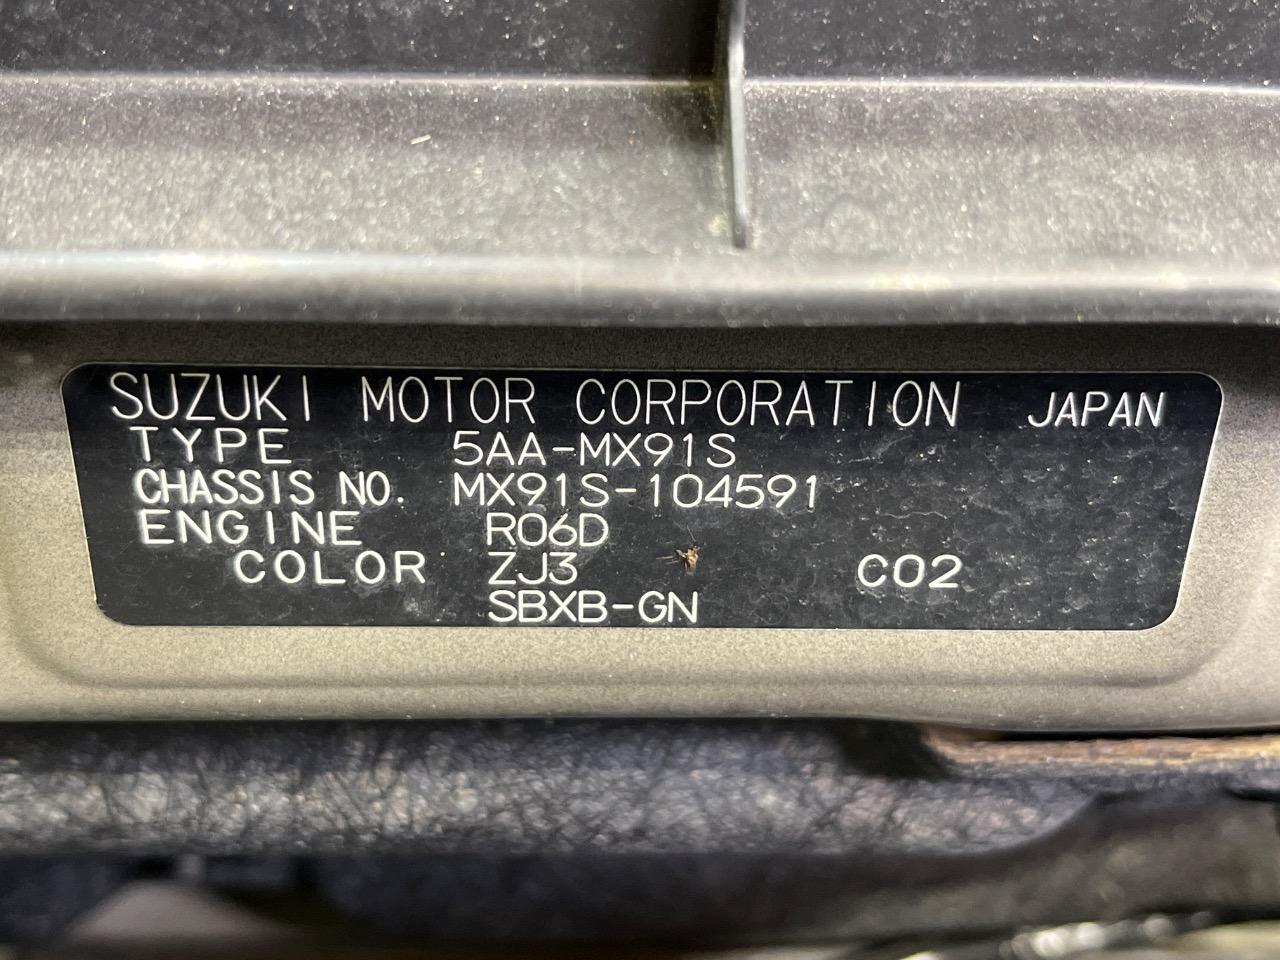 SUZUKI MOTOR CORPORATION JAPAN
TYPE 5AA-MX91S
CHASSIS NO. MX91S-104591
ENGINE R06D
COLOR ZJ3 C02
SBXB-GN